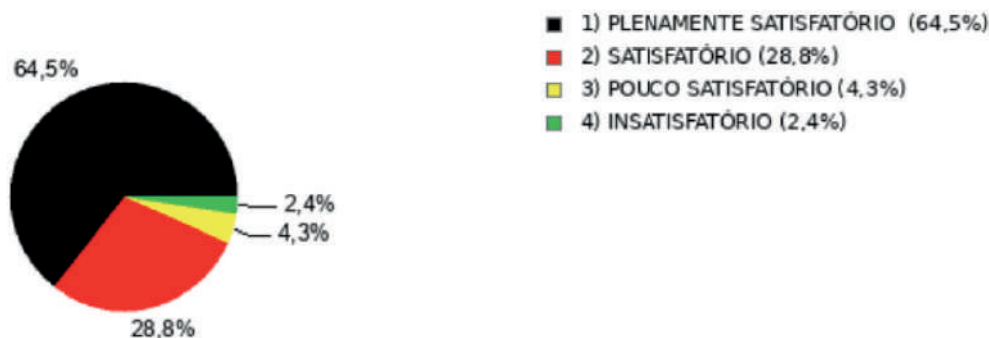 1) PLENAMENTE SATISFATÓRIO (64,5%)
2) SATISFATÓRIO (28,8%)
3) POUCO SATISFATÓRIO (4,3%)
4) INSATISFATÓRIO (2,4%)
64,5%
2,4%
4,3%
28,8%